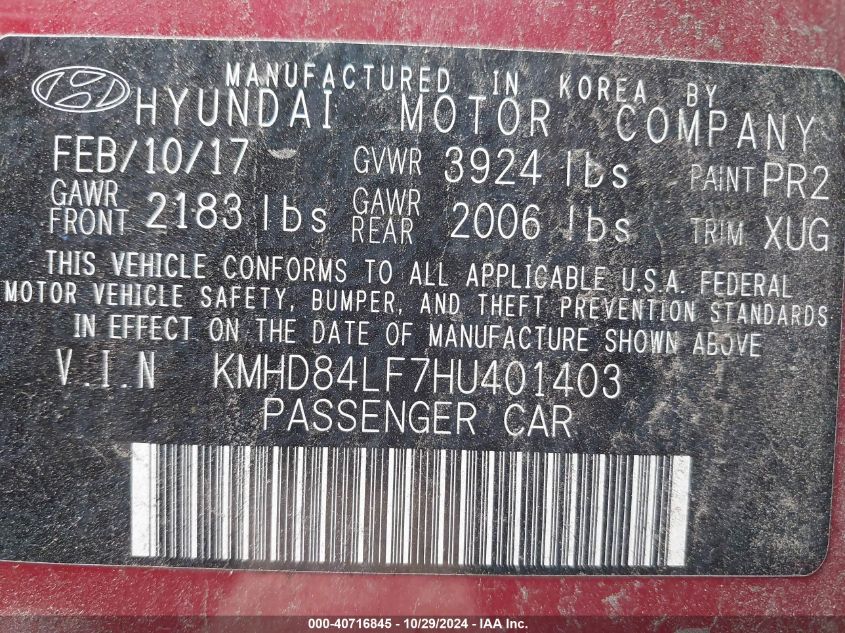 MANUFACTURED IN KOREA BY
HYUNDAI MOTOR COMPANY
FEB/10/17 GVWR 3924 lbs PAINT PR2
GAWR FRONT 2183 lbs GAWR REAR 2006 lbs TRIM XUG
THIS VEHICLE CONFORMS TO ALL APPLICABLE U.S.A. FEDERAL
MOTOR VEHICLE SAFETY, BUMPER, AND THEFT PREVENTION STANDARDS
IN EFFECT ON THE DATE OF MANUFACTURE SHOWN ABOVE
V.I.N KMHD84LF7HU401403
PASSENGER CAR
000-40716845 - 10/29/2024 - IAA Inc.